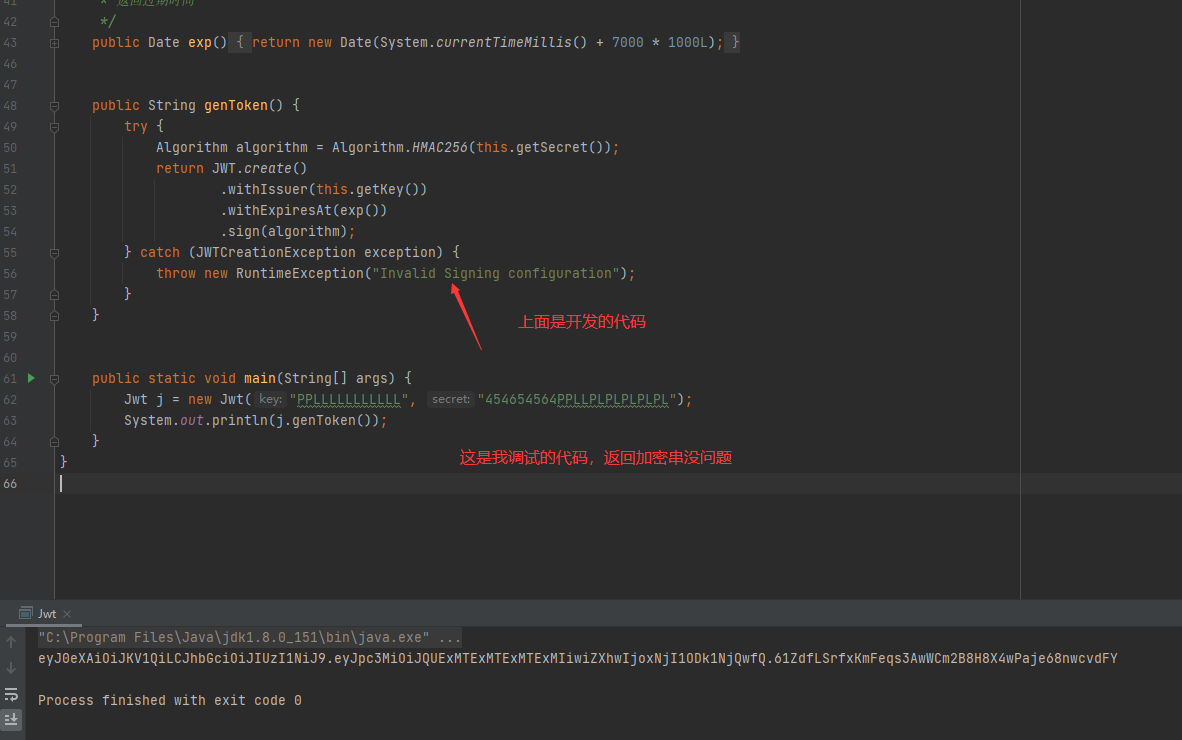 41 * 返回过期时间
42 */
43 public Date exp() { return new Date(System.currentTimeMillis() + 7000 * 1000L); }
46
47
48 public String genToken() {
49 try {
50 Algorithm algorithm = Algorithm.HMAC256(this.getSecret());
51 return JWT.create()
52 .withIssuer(this.getKey())
53 .withExpiresAt(exp())
54 .sign(algorithm);
55 } catch (JWTCreationException exception) {
56 throw new RuntimeException("Invalid Signing configuration");
57 }
58 }
上面是开发的代码
59
60
61 public static void main(String[] args) {
62 Jwt j = new Jwt( key: "PPLLLLLLLLLLL", secret: "454654564PPLLPLPLPLPLPL");
63 System.out.println(j.genToken());
64 }
65 }
这是我调试的代码，返回加密串没问题
66
Jwt
"C:\Program Files\Java\jdk1.8.0_151\bin\java.exe" ...
eyJ0eXAiOiJKV1QiLCJhbGciOiJIUzI1NiJ9.eyJpc3MiOiJQUExMTExMTExMTExMIiwiZXhwIjoxNjI1ODk1NjQwfQ.61ZdfLSrfxKmFeqs3AwWCm2B8H8X4wPaje68nwcvdFY
Process finished with exit code 0